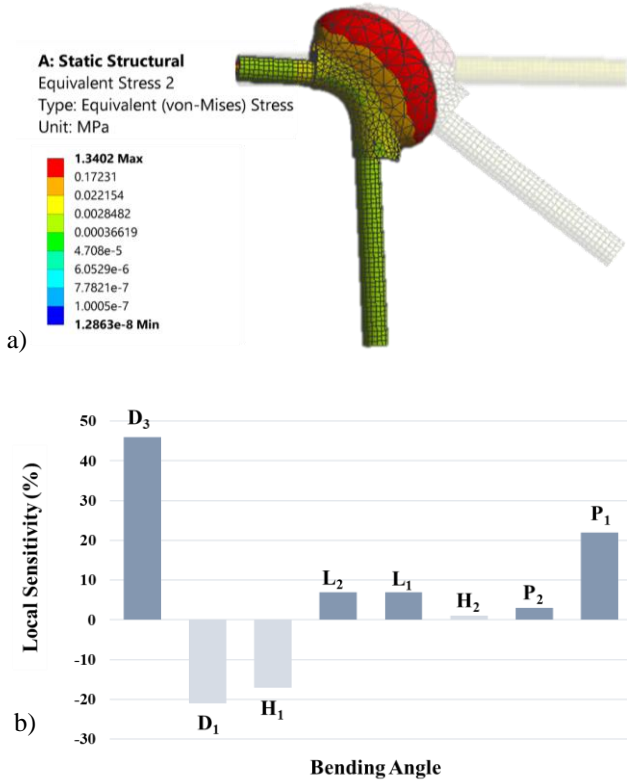 A: Static Structural
Equivalent Stress 2
Type: Equivalent (von-Mises) Stress
Unit: MPa
1.3402 Max
0.17231
0.022154
0.0028482
0.00036619
4.708e-5
6.0529e-6
7.7821e-7
1.0005e-7
1.2863e-8 Min
a)
50
40
30
20
10
0
-10
-20
-30
Local Sensitivity (%)
D₃
D₁
H₁
L₂
L₁
H₂
P₂
P₁
b)
Bending Angle